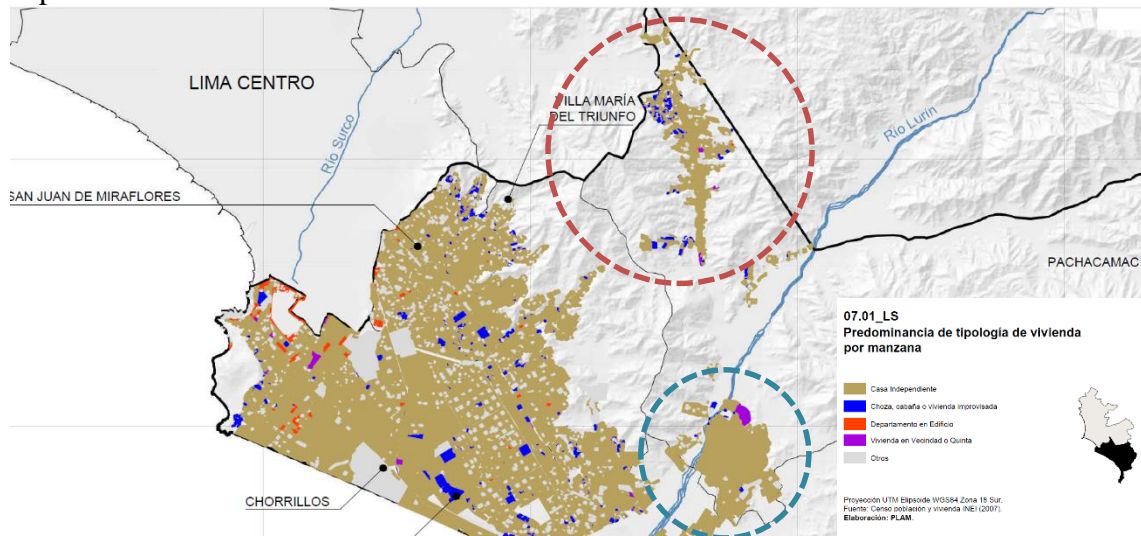 LIMA CENTRO
Río Surco
VILLA MARÍA
DEL TRIUNFO
Río Lurín
SAN JUAN DE MIRAFLORES
PACHACAMAC
CHORRILLOS
07.01_LS
Predominancia de tipología de vivienda
por manzana
Casa Independiente
Choza, cabaña o vivienda improvisada
Departamento en Edificio
Vivienda en Vecindad o Quinta
Otros
Proyección UTM Elipsoide WGS84 Zona 18 Sur.
Fuente: Censo población y vivienda INEI (2007).
Elaboración: PLAM.